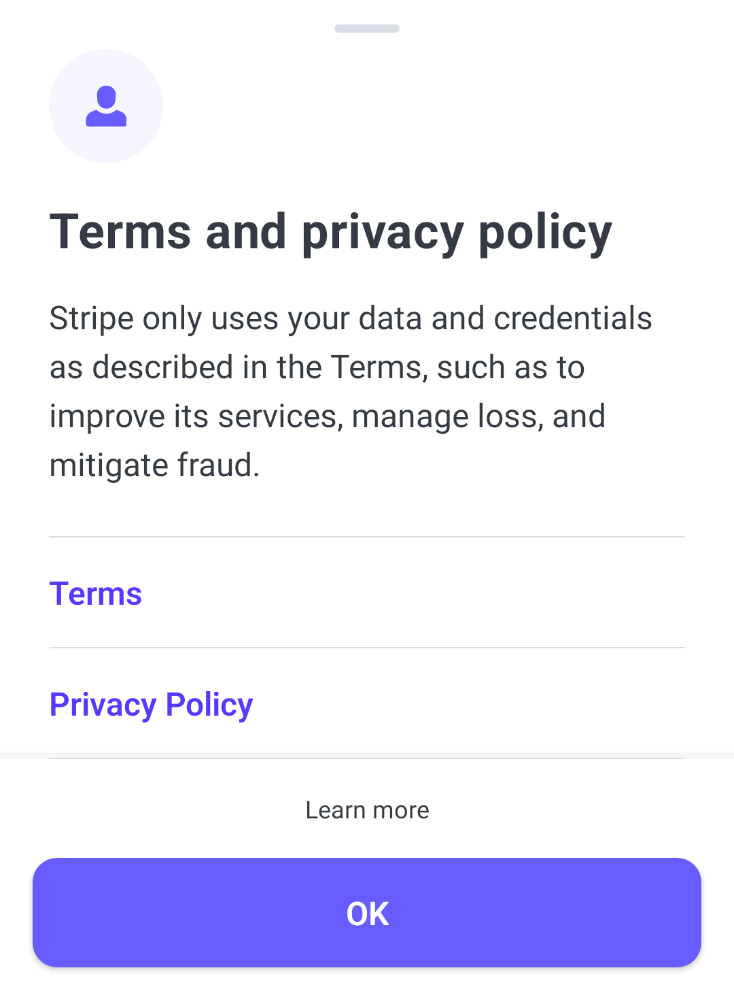 Terms and privacy policy
Stripe only uses your data and credentials
as described in the Terms, such as to
improve its services, manage loss, and
mitigate fraud.
Terms
Privacy Policy
Learn more
OK